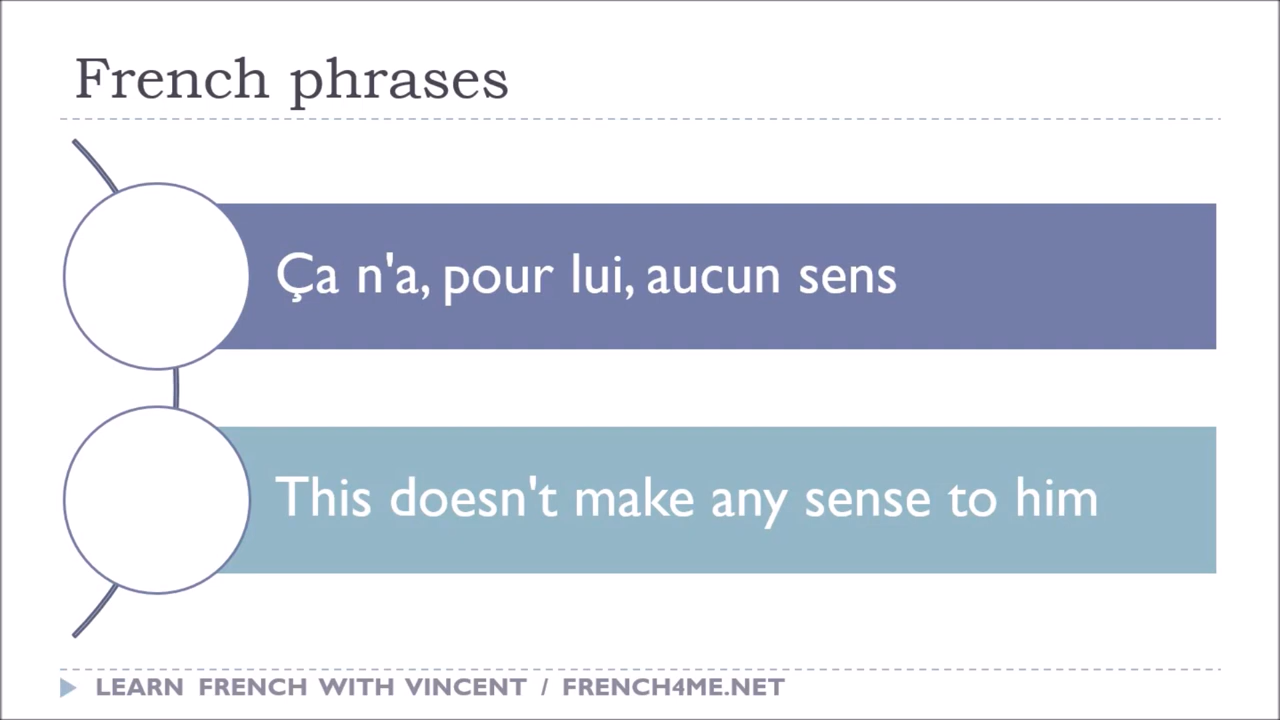 French phrases
Ça n'a, pour lui, aucun sens
This doesn't make any sense to him
LEARN FRENCH WITH VINCENT / FRENCH4ME.NET